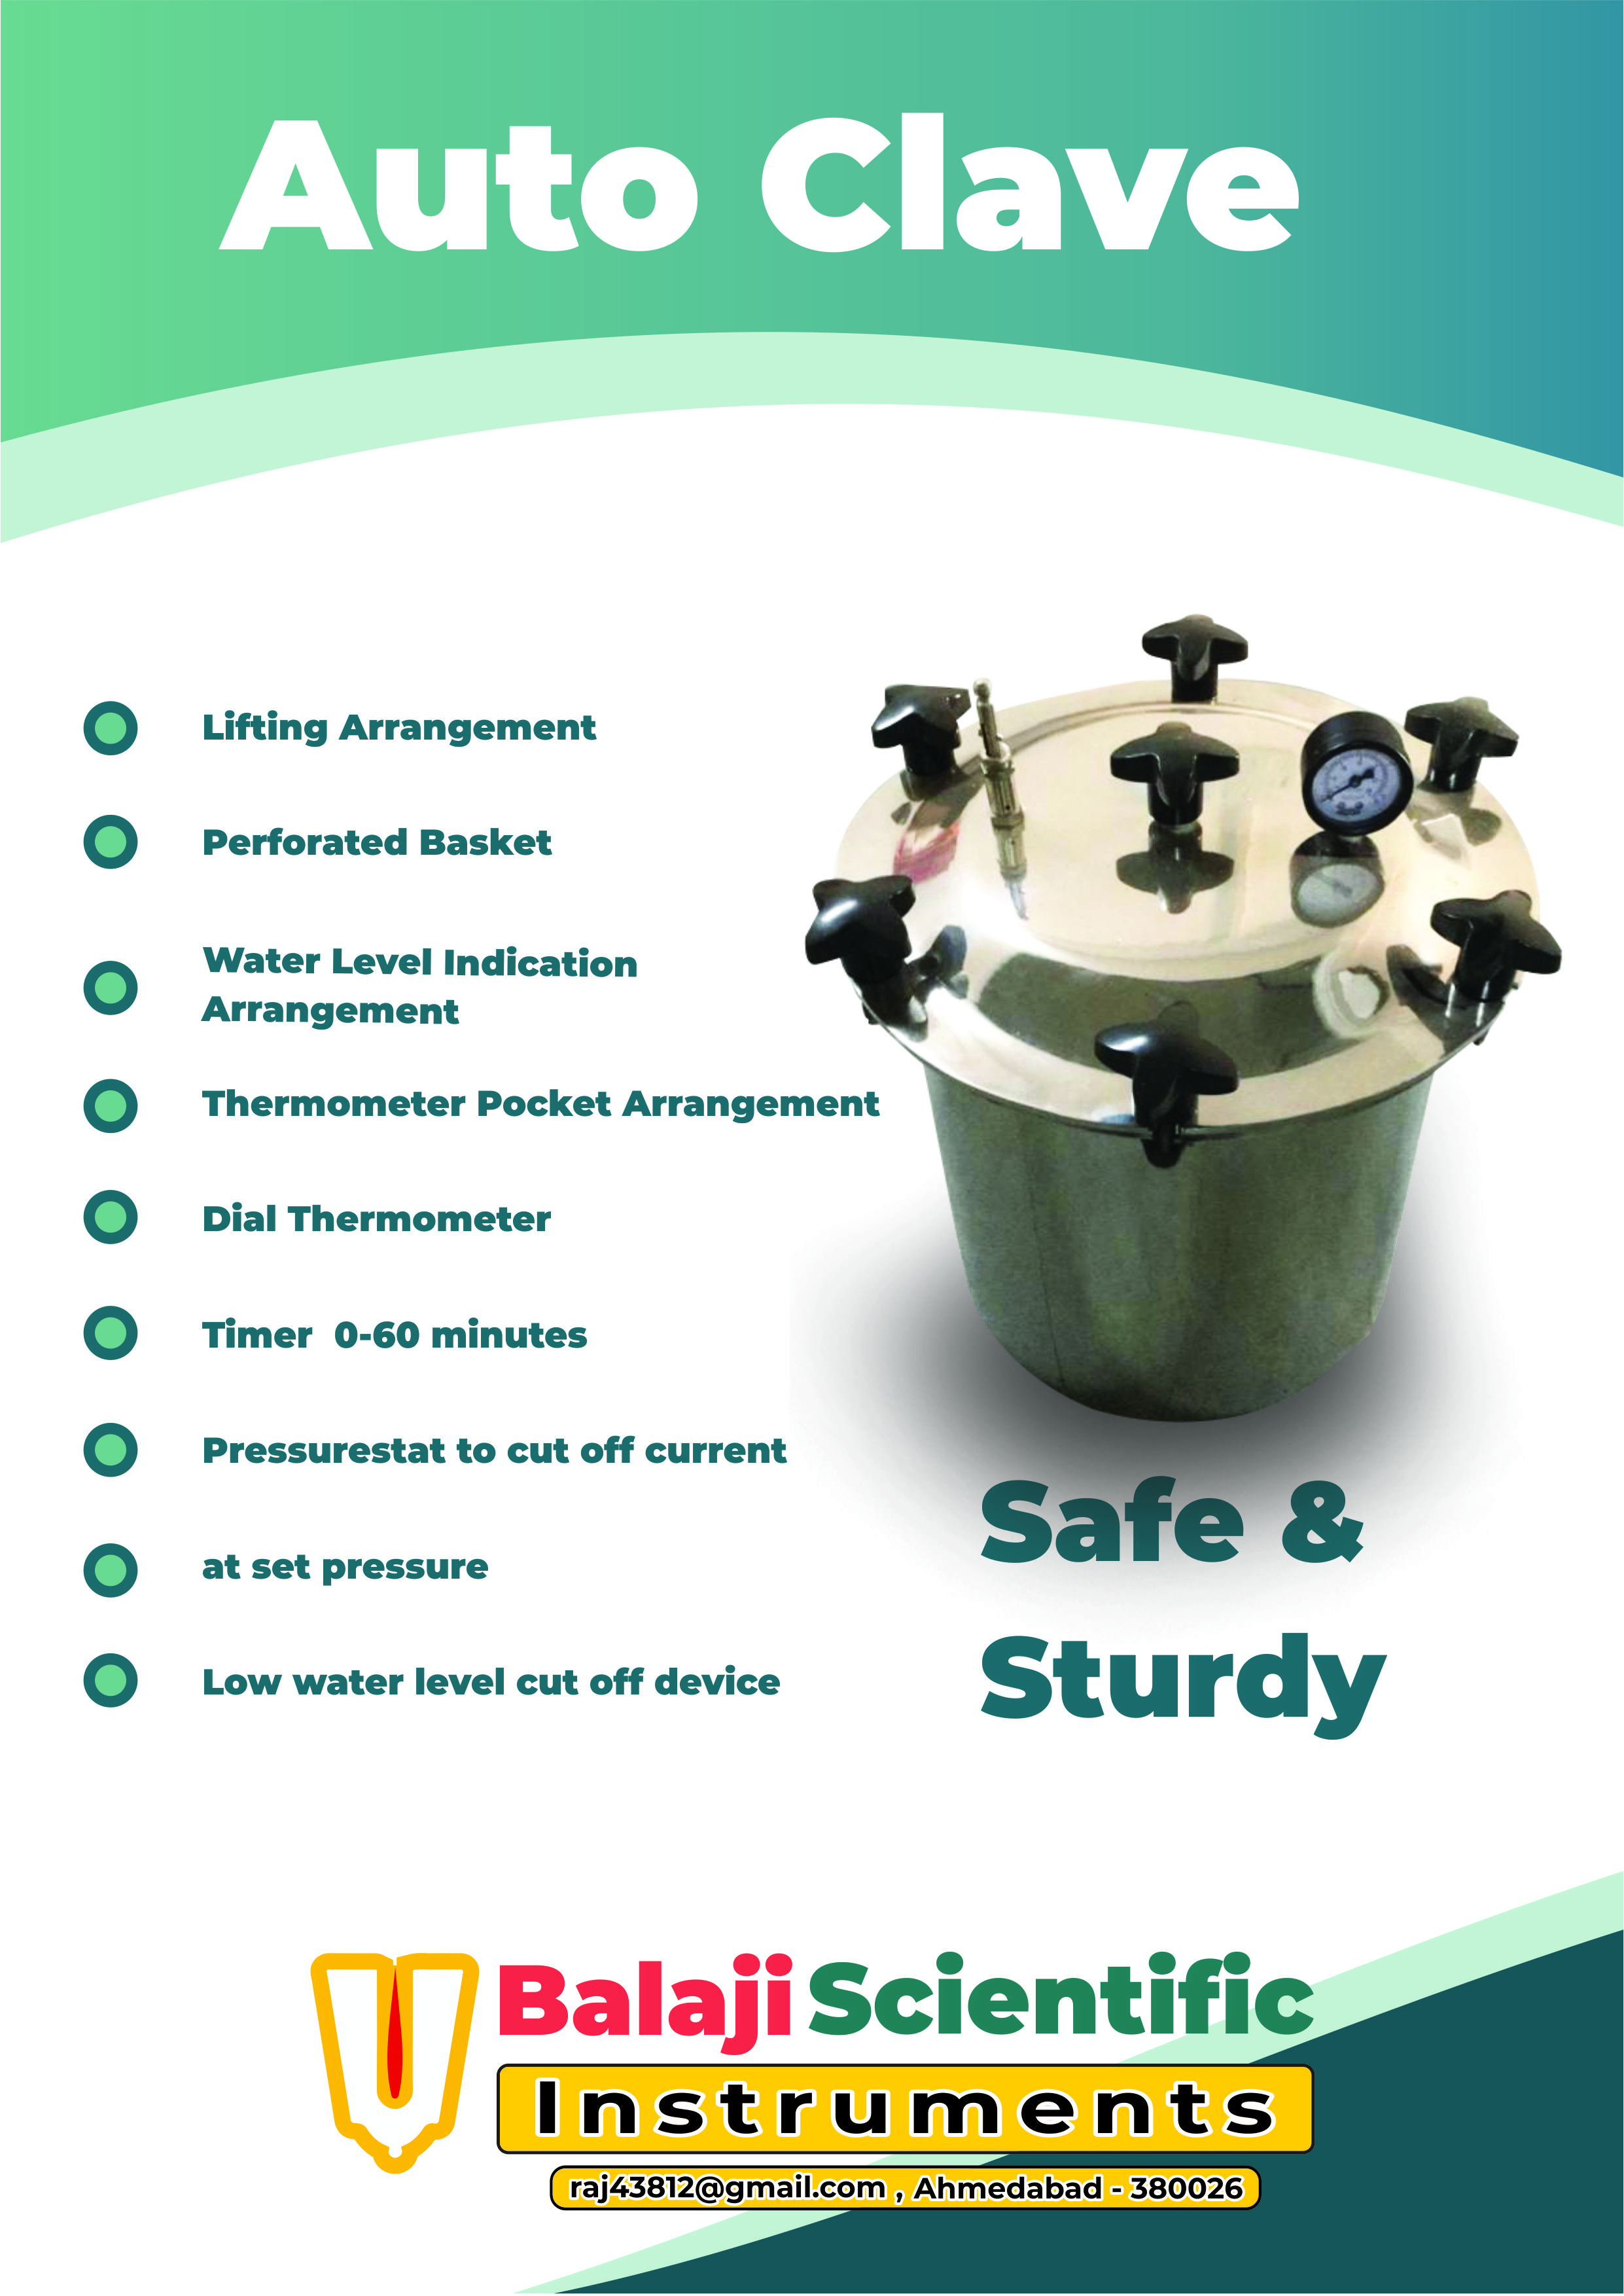 Auto Clave
Lifting Arrangement
Perforated Basket
Water Level Indication
Arrangement
Thermometer Pocket Arrangement
Dial Thermometer
Timer 0-60 minutes
Pressurestat to cut off current
at set pressure
Low water level cut off device
Safe &
Sturdy
Balaji Scientific
Instruments
raj43812@gmail.com , Ahmedabad - 380026